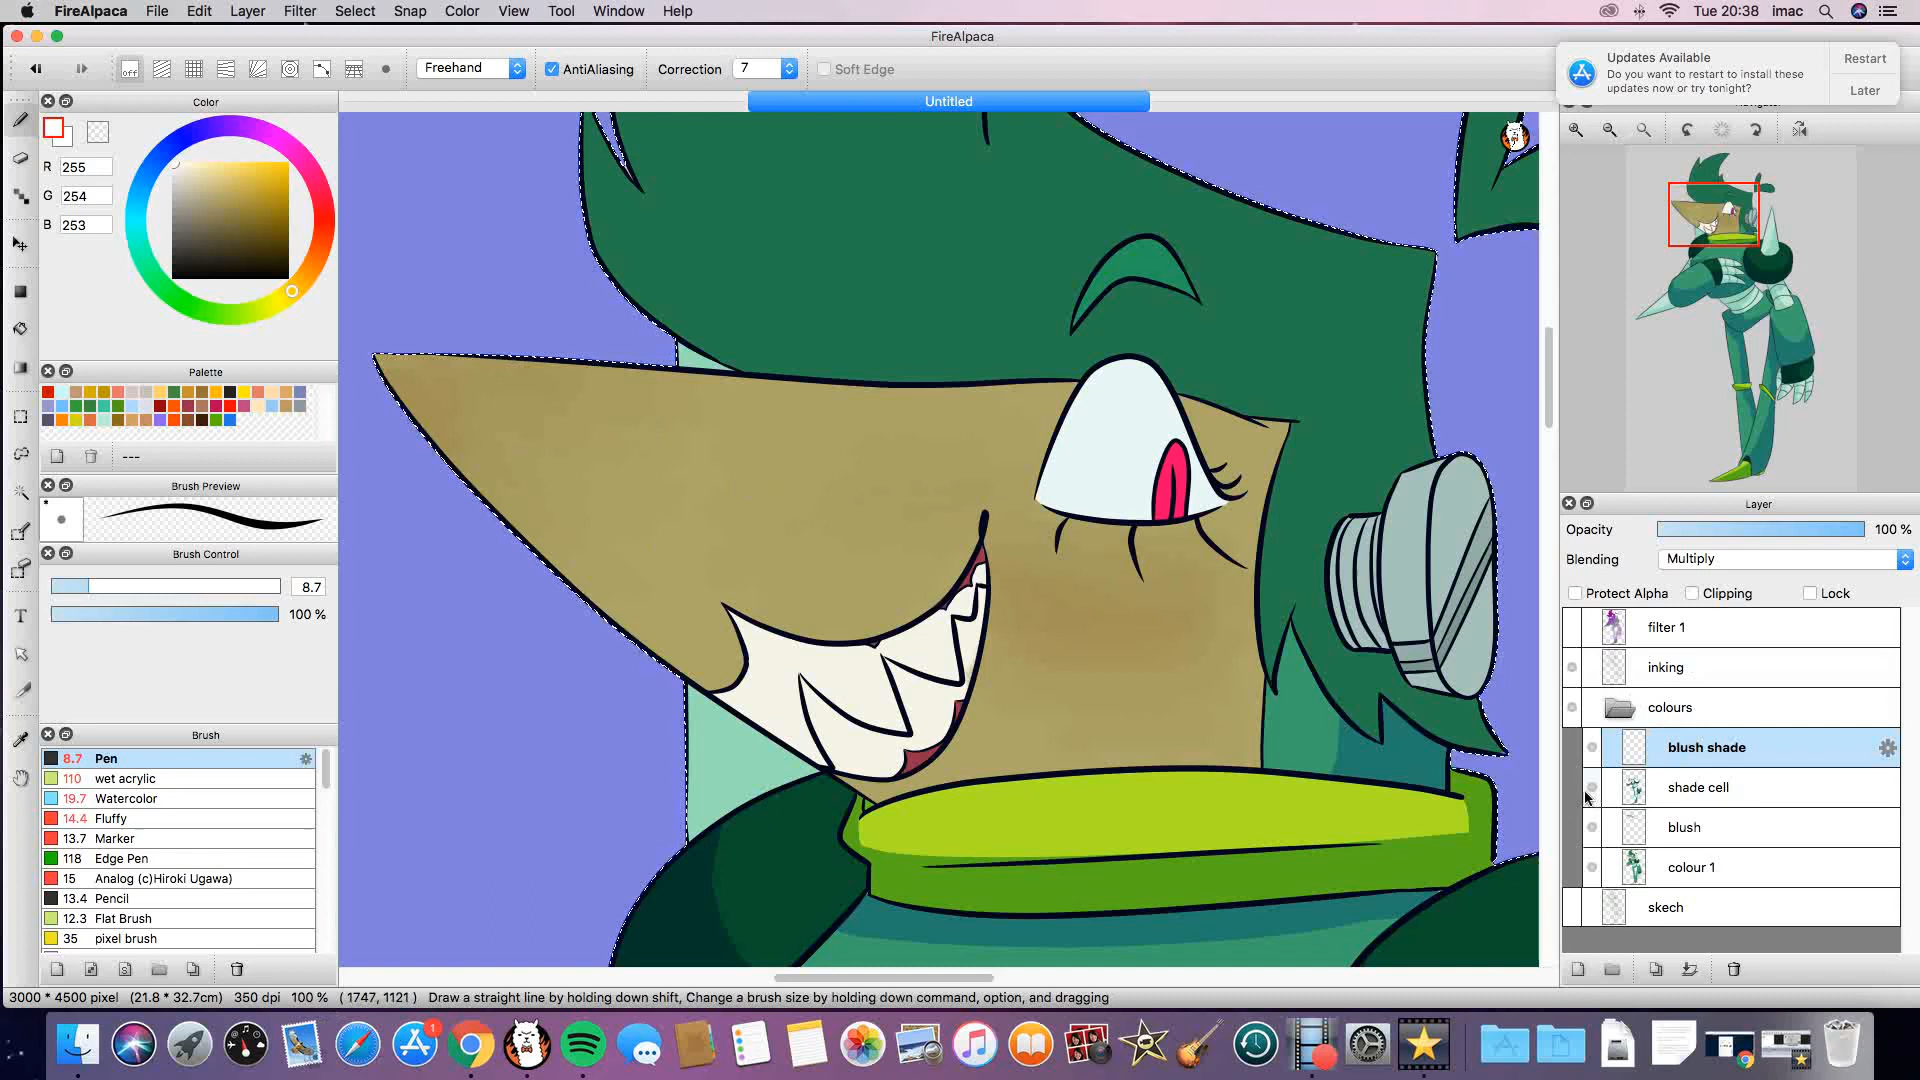 FireAlpaca File Edit Layer Filter Select Snap Color View Tool Window Help Tue 20:38 imac
FireAlpaca
Off Freehand AntiAliasing Correction 7 Soft Edge
Updates Available
Do you want to restart to install these
updates now or try tonight?
Restart
Later
Untitled
Color
R 255
G 254
B 253
Palette
---
Brush Preview
*
Brush Control
8.7
100 %
Brush
8.7 Pen
110 wet acrylic
19.7 Watercolor
14.4 Fluffy
13.7 Marker
118 Edge Pen
15 Analog (c)Hiroki Ugawa)
13.4 Pencil
12.3 Flat Brush
35 pixel brush
Layer
Opacity 100 %
Blending Multiply
Protect Alpha Clipping Lock
filter 1
inking
colours
blush shade
shade cell
blush
colour 1
skech
3000 * 4500 pixel (21.8 * 32.7cm) 350 dpi 100 % ( 1747, 1121 ) Draw a straight line by holding down shift, Change a brush size by holding down command, option, and dragging
1